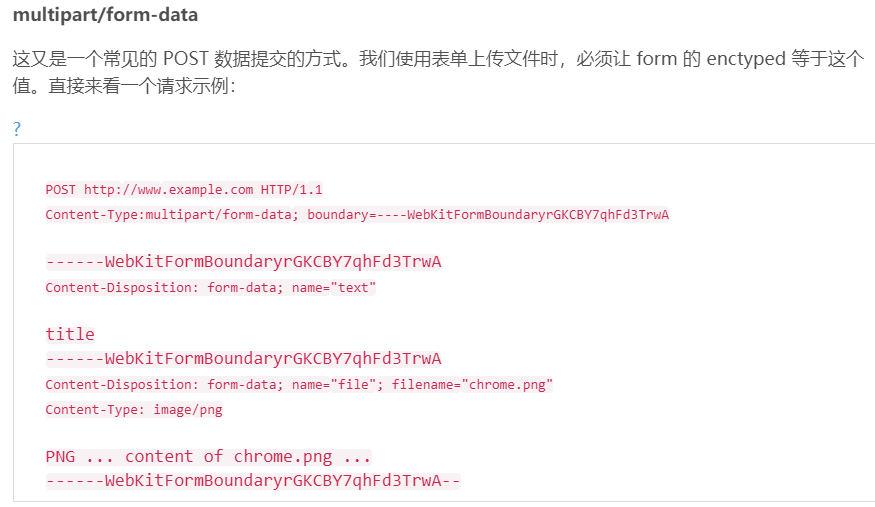 multipart/form-data
这又是一个常见的 POST 数据提交的方式。我们使用表单上传文件时，必须让 form 的 enctyped 等于这个
值。直接来看一个请求示例：
?
POST http://www.example.com HTTP/1.1
Content-Type:multipart/form-data; boundary=----WebKitFormBoundaryrGKCBY7qhFd3TrwA
------WebKitFormBoundaryrGKCBY7qhFd3TrwA
Content-Disposition: form-data; name="text"
title
------WebKitFormBoundaryrGKCBY7qhFd3TrwA
Content-Disposition: form-data; name="file"; filename="chrome.png"
Content-Type: image/png
PNG ... content of chrome.png ...
------WebKitFormBoundaryrGKCBY7qhFd3TrwA--